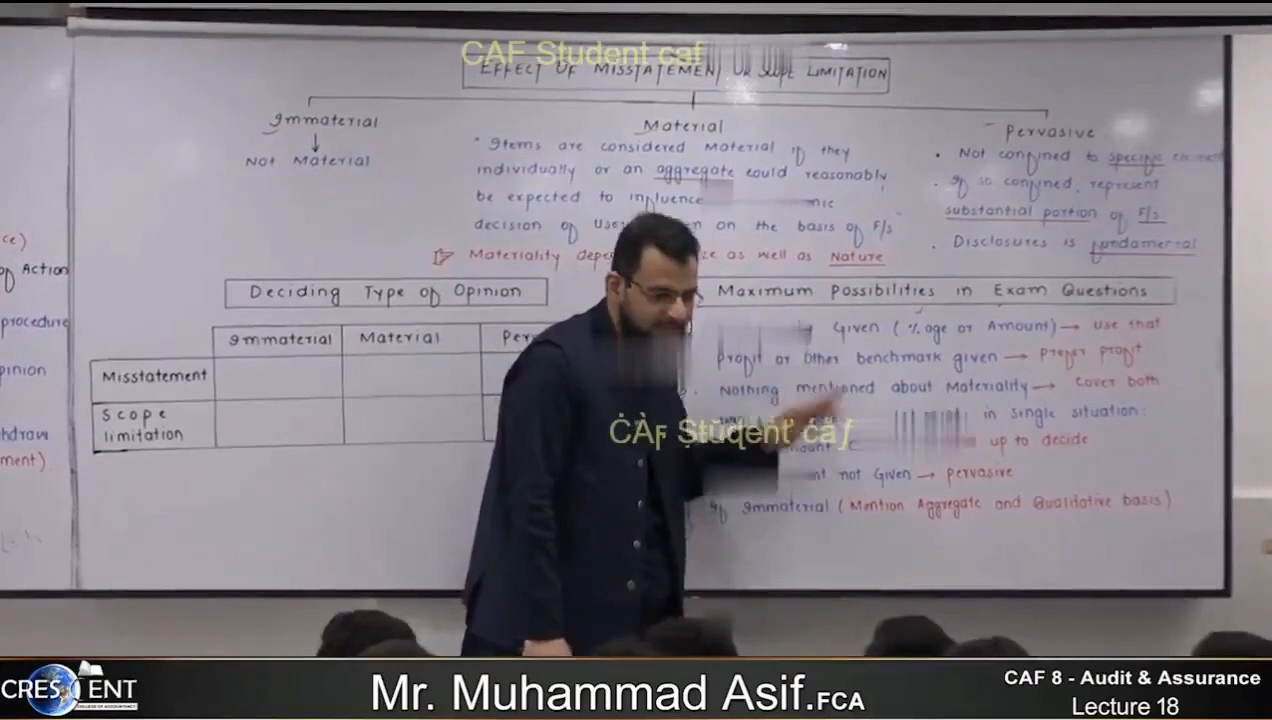 CAF Student caf
EFFECT OF MISSTATEMENT OR SCOPE LIMITATION
Immaterial
Not Material
Material
" Items are considered Material if they
individually or an aggregate could reasonably
be expected to influence
decision of on the basis of F/s"
Materiality as well as Nature
Pervasive
. Not confined to specific
. If so confined, represent
substantial portion of F/s
. Disclosures is fundamental
ce)
of Action
procedure
pinion
hdraw
ment)
Deciding Type of Opinion
Immaterial Material
Misstatement
Scope
limitation
Maximum Possibilities in Exam Questions
Given (%age or Amount) → Use that
Profit or Other benchmark given → Prefer profit
Nothing mentioned about Materiality → Cover both
in single situation:
up to decide
CAF Student caf
not Given → Pervasive
If Immaterial (Mention Aggregate and Qualitative basis)
CRESCENT
COLLEGE OF ACCOUNTANCY
Mr. Muhammad Asif.FCA
CAF 8 - Audit & Assurance
Lecture 18